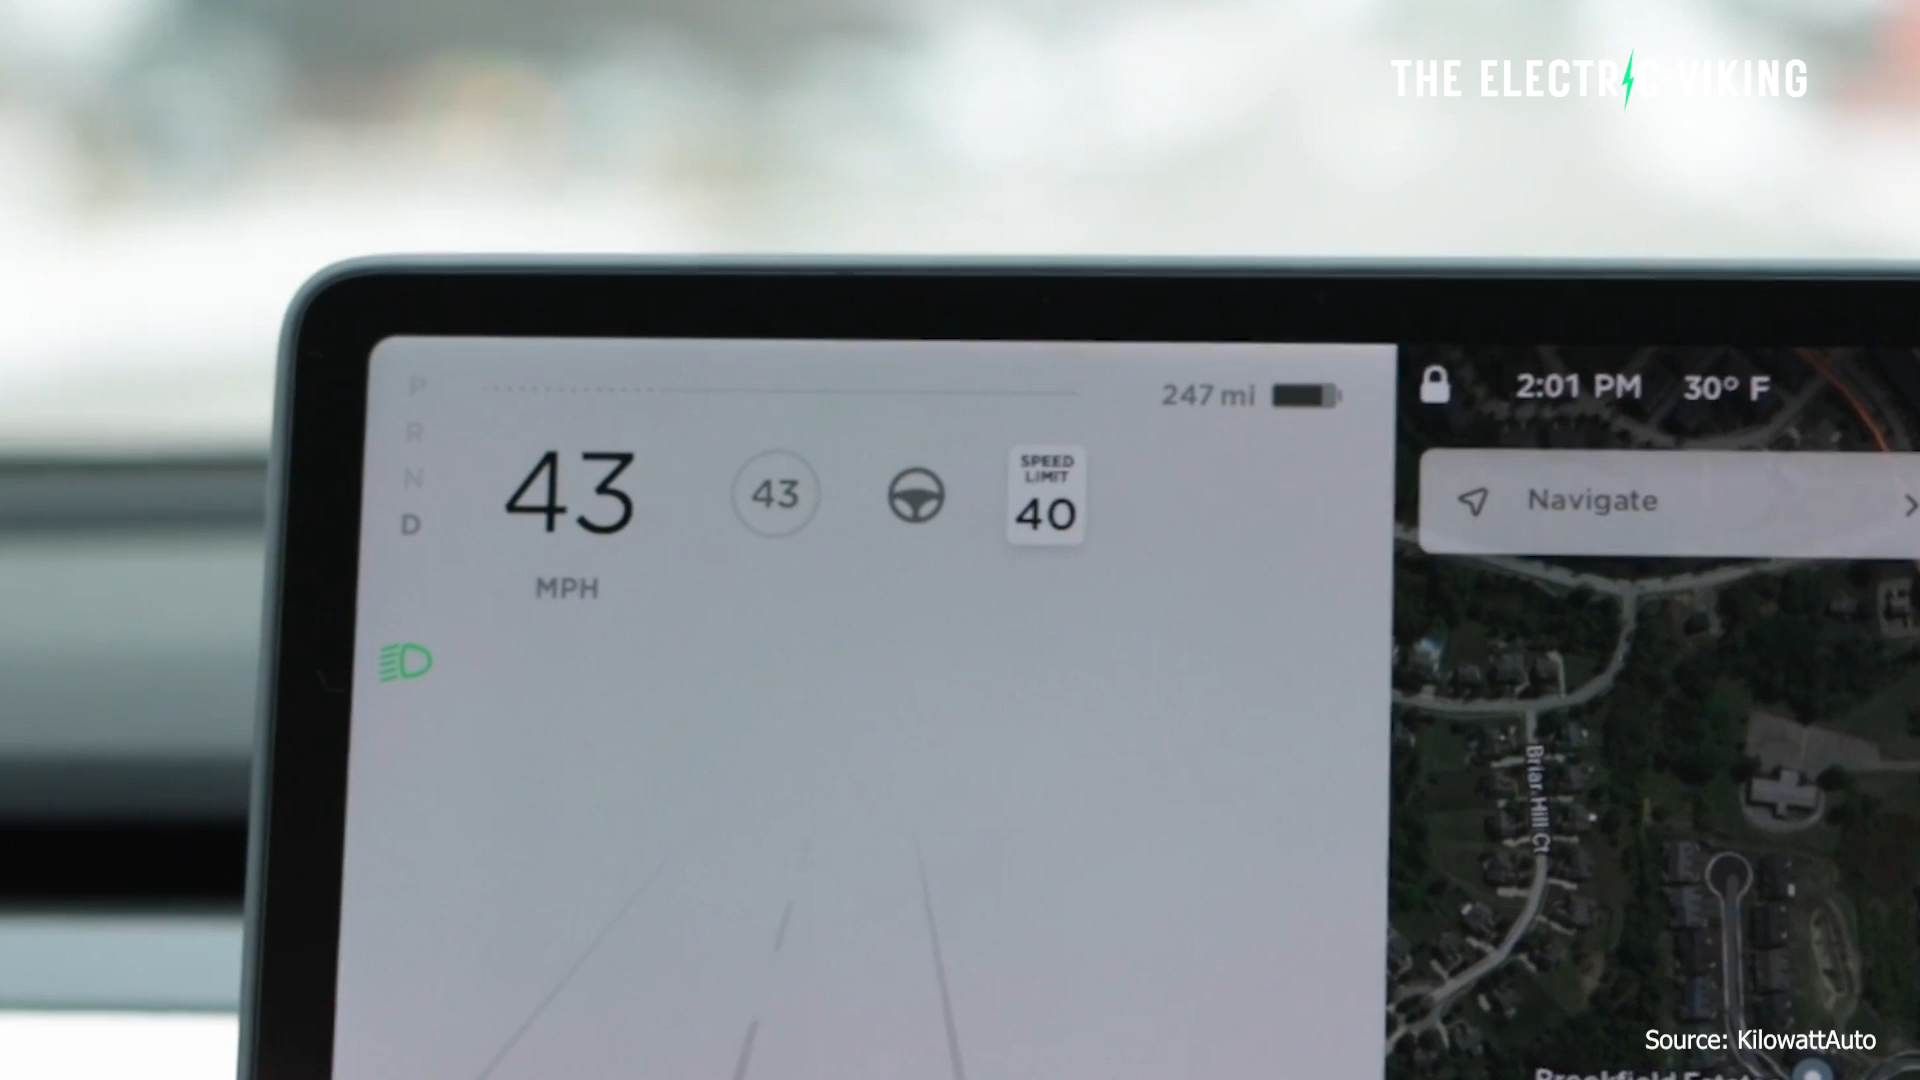 THE ELECTRIC VIKING
P
R
N
D
247 mi
2:01 PM
30° F
43
MPH
43
SPEED
LIMIT
40
Navigate
Briar Hill Ct
Brookfield
Source: KilowattAuto